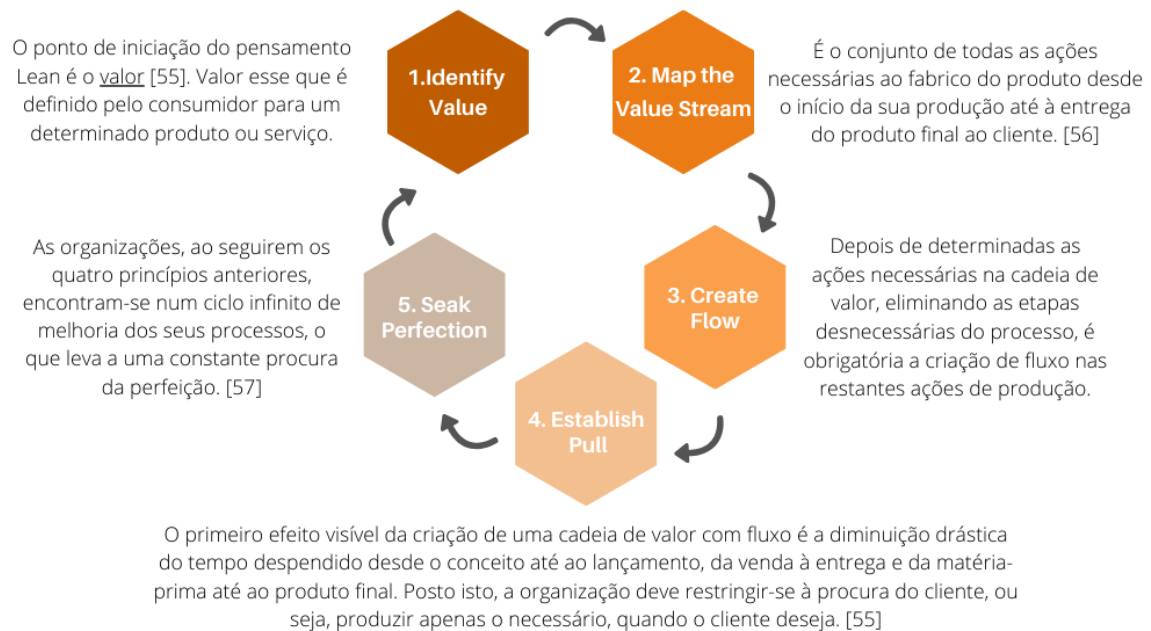 O ponto de iniciação do pensamento
Lean é o valor [55]. Valor esse que é
definido pelo consumidor para um
determinado produto ou serviço.
1.Identify
Value
2. Map the
Value Stream
É o conjunto de todas as ações
necessárias ao fabrico do produto desde
o início da sua produção até à entrega
do produto final ao cliente. [56]
As organizações, ao seguirem os
quatro princípios anteriores,
encontram-se num ciclo infinito de
melhoria dos seus processos, o
que leva a uma constante procura
da perfeição. [57]
5. Seak
Perfection
3. Create
Flow
Depois de determinadas as
ações necessárias na cadeia de
valor, eliminando as etapas
desnecessárias do processo, é
obrigatória a criação de fluxo nas
restantes ações de produção.
4. Establish
Pull
O primeiro efeito visível da criação de uma cadeia de valor com fluxo é a diminuição drástica
do tempo despendido desde o conceito até ao lançamento, da venda à entrega e da matéria-
prima até ao produto final. Posto isto, a organização deve restringir-se à procura do cliente, ou
seja, produzir apenas o necessário, quando o cliente deseja. [55]